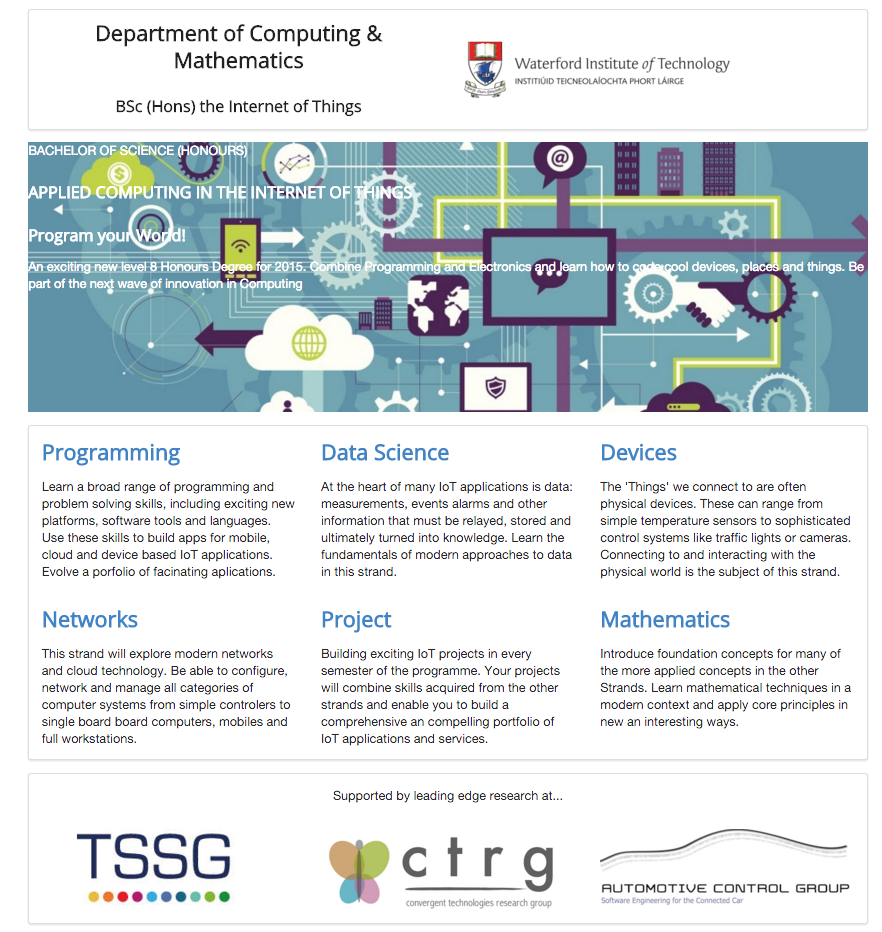 Department of Computing &
Mathematics
BSc (Hons) the Internet of Things
Waterford Institute of Technology
INSTITIÚID TEICNEOLAÍOCHTA PHORT LÁIRGE
BACHELOR OF SCIENCE (HONOURS)
APPLIED COMPUTING IN THE INTERNET OF THINGS
Program your World!
An exciting new level 8 Honours Degree for 2015. Combine Programming and Electronics and learn how to code cool devices, places and things. Be
part of the next wave of innovation in Computing
$
@
Programming
Learn a broad range of programming and
problem solving skills, including exciting new
platforms, software tools and languages.
Use these skills to build apps for mobile,
cloud and device based IoT applications.
Evolve a porfolio of facinating aplications.
Data Science
At the heart of many IoT applications is data:
measurements, events alarms and other
information that must be relayed, stored and
ultimately turned into knowledge. Learn the
fundamentals of modern approaches to data
in this strand.
Devices
The 'Things' we connect to are often
physical devices. These can range from
simple temperature sensors to sophisticated
control systems like traffic lights or cameras.
Connecting to and interacting with the
physical world is the subject of this strand.
Networks
This strand will explore modern networks
and cloud technology. Be able to configure,
network and manage all categories of
computer systems from simple controlers to
single board board computers, mobiles and
full workstations.
Project
Building exciting IoT projects in every
semester of the programme. Your projects
will combine skills acquired from the other
strands and enable you to build a
comprehensive an compelling portfolio of
IoT applications and services.
Mathematics
Introduce foundation concepts for many of
the more applied concepts in the other
Strands. Learn mathematical techniques in a
modern context and apply core principles in
new an interesting ways.
Supported by leading edge research at...
TSSG
ctrg
convergent technologies research group
AUTOMOTIVE CONTROL GROUP
Software Engineering for the Connected Car